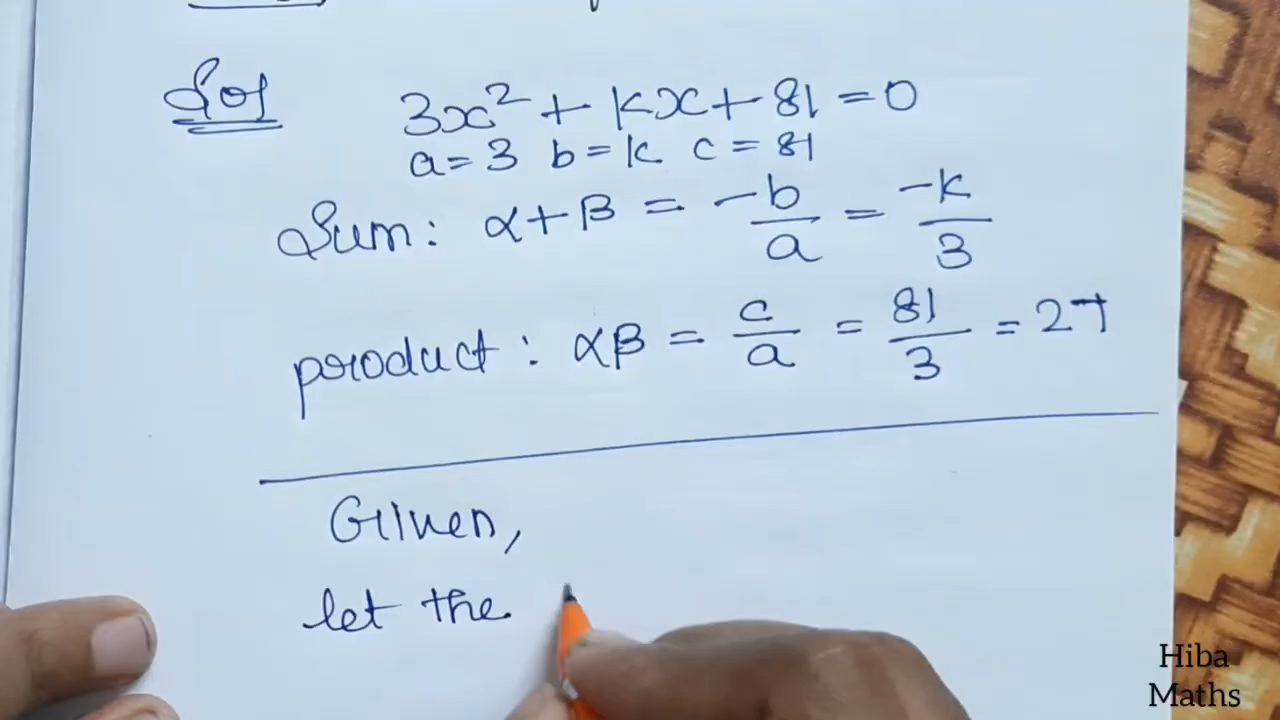 Sol
3x² + kx + 81 = 0
a = 3 b = k c = 81
Sum: α + β = -b/a = -k/3
product: αβ = c/a = 81/3 = 27
Given,
let the
Hiba
Maths